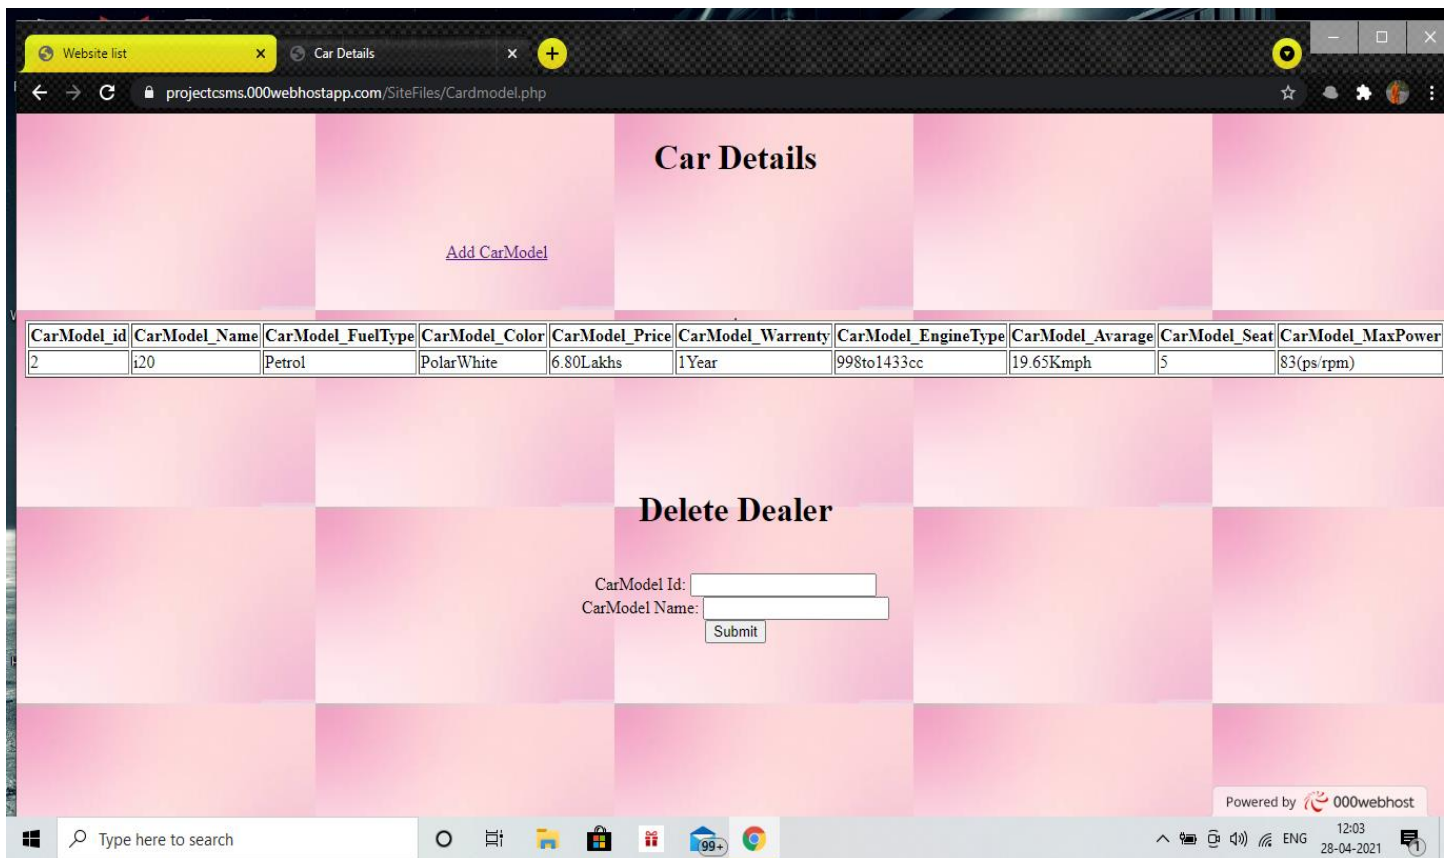 Website list
Car Details
projectcsms.000webhostapp.com/SiteFiles/Cardmodel.php
Car Details
Add CarModel
CarModel_id CarModel_Name CarModel_FuelType CarModel_Color CarModel_Price CarModel_Warrenty CarModel_EngineType CarModel_Avarage CarModel_Seat CarModel_MaxPower
2 i20 Petrol PolarWhite 6.80Lakhs 1Year 998to1433cc 19.65Kmph 5 83(ps/rpm)
Delete Dealer
CarModel Id:
CarModel Name:
Submit
Powered by 000webhost
Type here to search
99+
ENG
12:03
28-04-2021
1